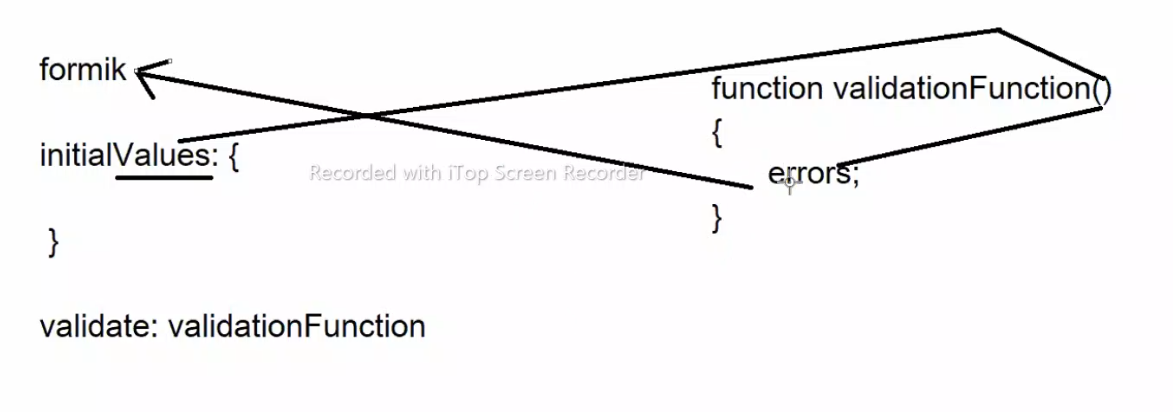 formik
initialValues: {
}
validate: validationFunction
function validationFunction()
{
errors;
}
Recorded with iTop Screen Recorder